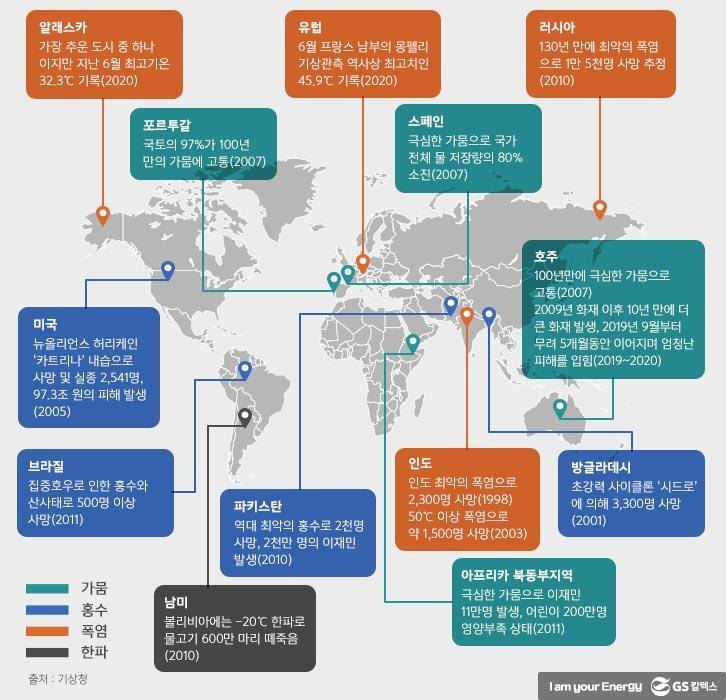 알래스카
가장 추운 도시 중 하나
이지만 지난 6월 최고기온
32.3℃ 기록(2020)
유럽
6월 프랑스 남부의 몽펠리
기상관측 역사상 최고치인
45.9℃ 기록(2020)
러시아
130년 만에 최악의 폭염
으로 1만 5천명 사망 추정
(2010)
포르투갈
국토의 97%가 100년
만의 가뭄에 고통(2007)
스페인
극심한 가뭄으로 국가
전체 물 저장량의 80%
소진(2007)
호주
100년만에 극심한 가뭄으로
고통(2007)
2009년 화재 이후 10년 만에 더
큰 화재 발생, 2019년 9월부터
무려 5개월동안 이어지며 엄청난
피해를 입힘(2019~2020)
미국
뉴올리언스 허리케인
‘카트리나’ 내습으로
사망 및 실종 2,541명,
97.3조 원의 피해 발생
(2005)
브라질
집중호우로 인한 홍수와
산사태로 500명 이상
사망(2011)
파키스탄
역대 최악의 홍수로 2천명
사망, 2천만 명의 이재민
발생(2010)
인도
인도 최악의 폭염으로
2,300명 사망(1998)
50℃ 이상 폭염으로
약 1,500명 사망(2003)
방글라데시
초강력 사이클론 ‘시드로’
에 의해 3,300명 사망
(2001)
아프리카 북동부지역
극심한 가뭄으로 이재민
11만명 발생, 어린이 200만명
영양부족 상태(2011)
남미
볼리비아에는 -20℃ 한파로
물고기 600만 마리 떼죽음
(2010)
가뭄
홍수
폭염
한파
출처 : 기상청
I am your Energy GS칼텍스